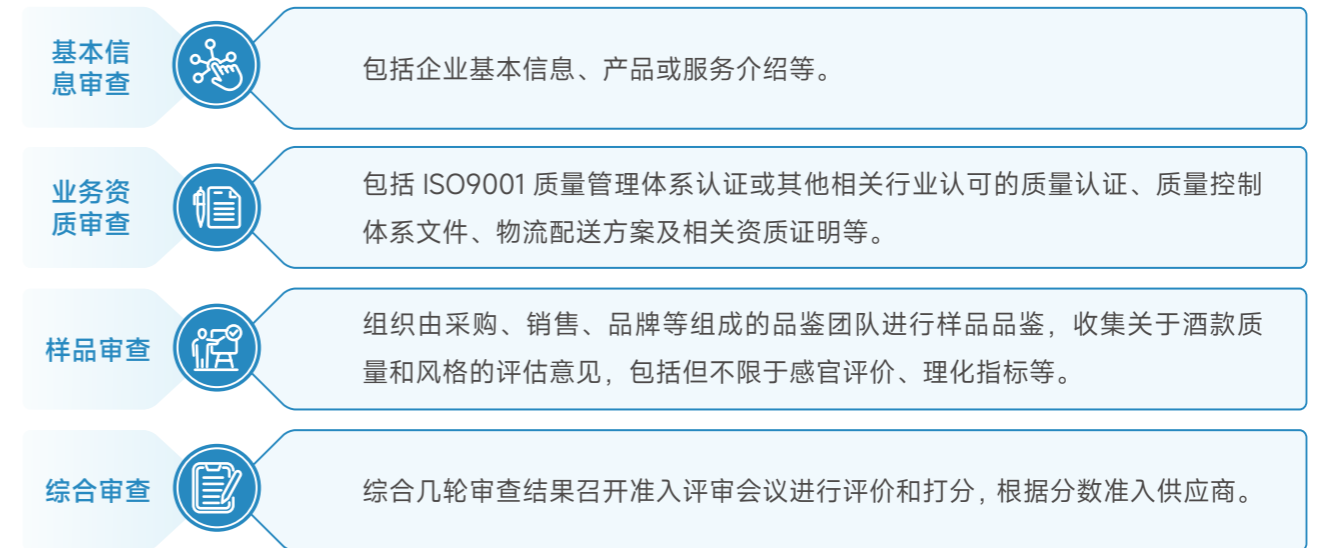 基本信
息审查
包括企业基本信息、产品或服务介绍等。
业务资
质审查
包括 ISO9001 质量管理体系认证或其他相关行业认可的质量认证、质量控制
体系文件、物流配送方案及相关资质证明等。
样品审查
组织由采购、销售、品牌等组成的品鉴团队进行样品品鉴，收集关于酒款质
量和风格的评估意见，包括但不限于感官评价、理化指标等。
综合审查
综合几轮审查结果召开准入评审会议进行评价和打分，根据分数准入供应商。